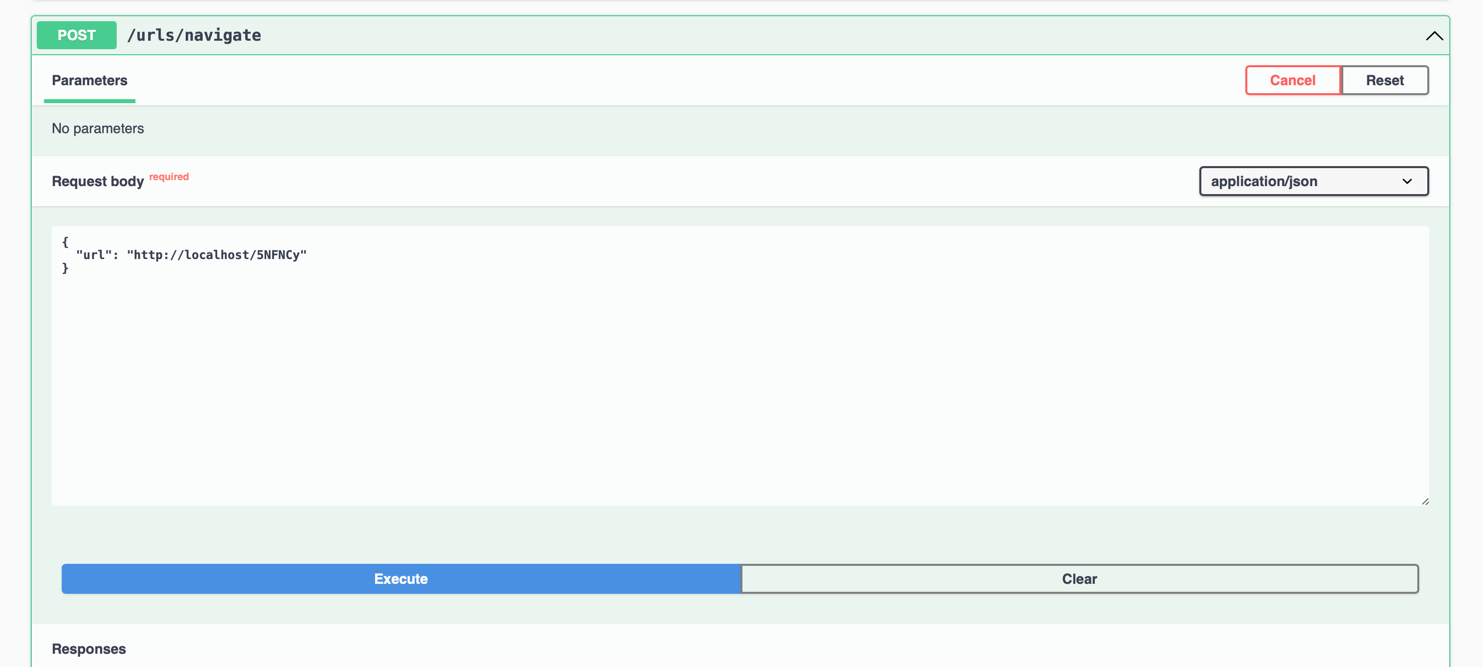 POST /urls/navigate
Parameters
Cancel Reset
No parameters
Request body required
application/json
{
  "url": "http://localhost/5NFNCy"
}
Execute Clear
Responses